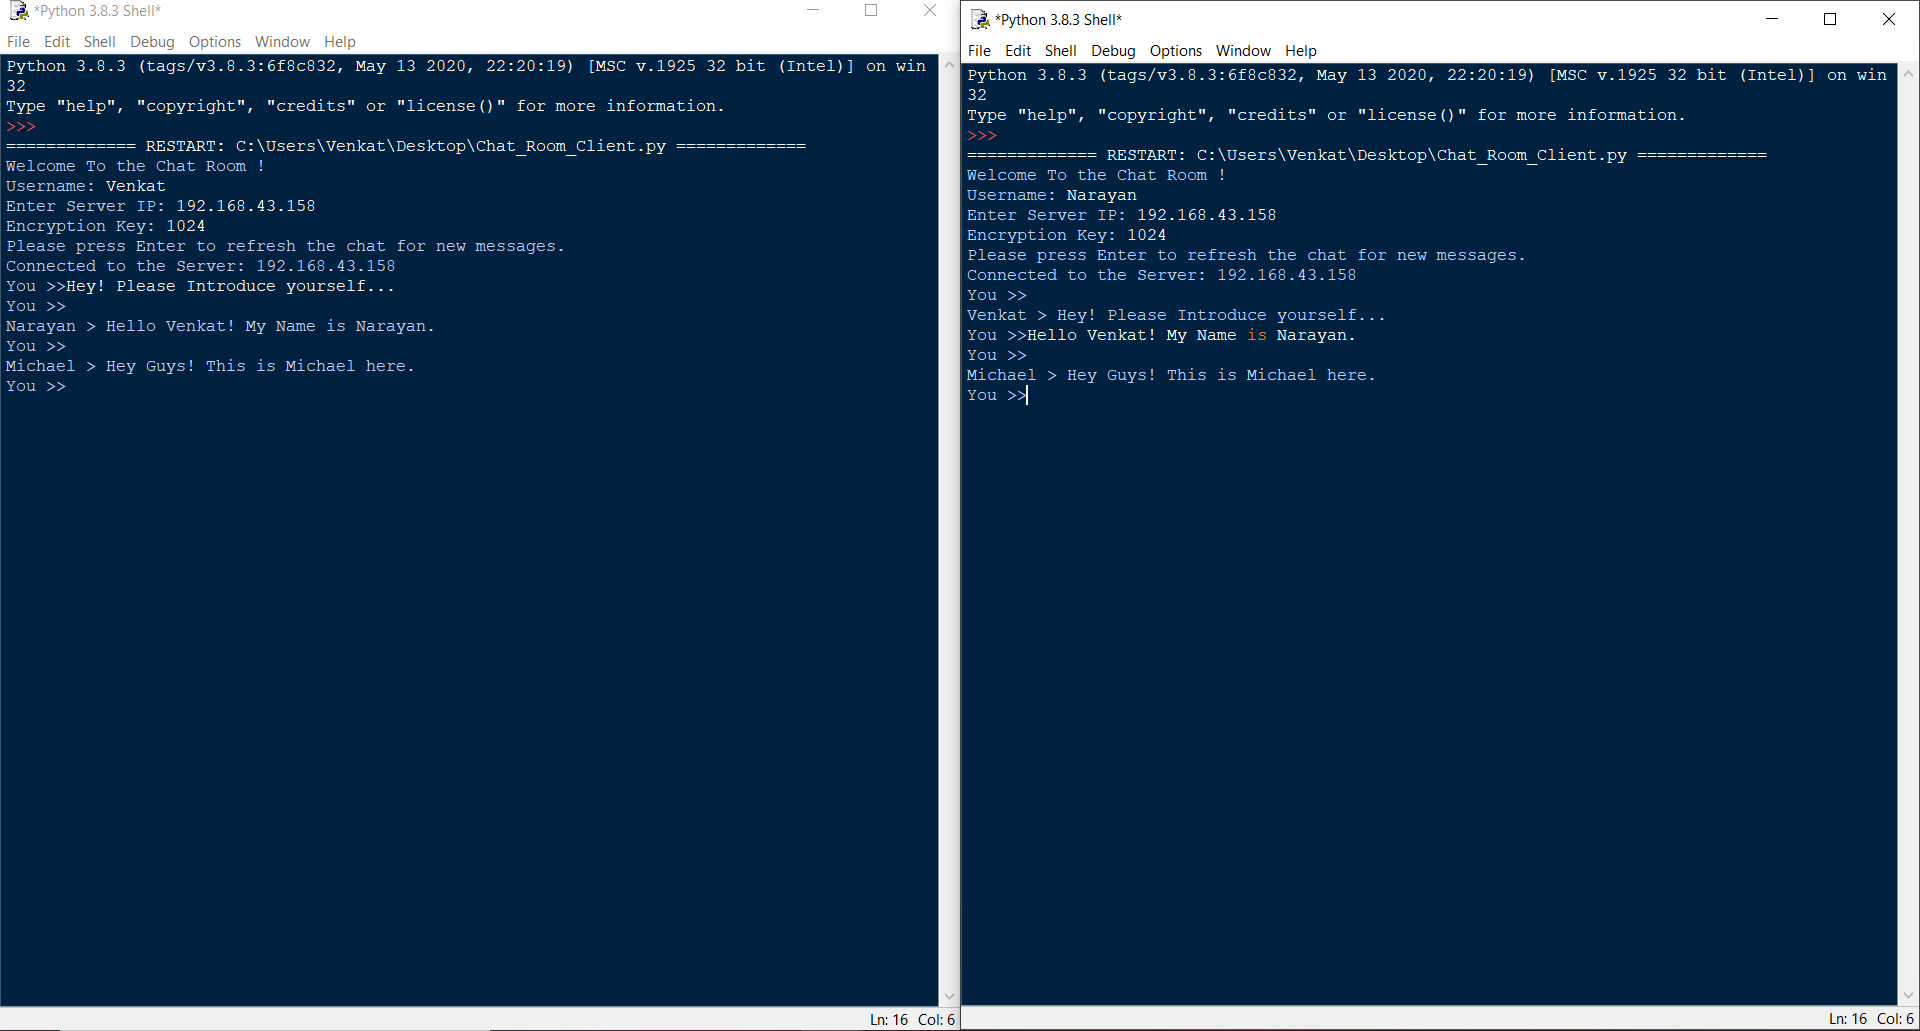 *Python 3.8.3 Shell*
File Edit Shell Debug Options Window Help
Python 3.8.3 (tags/v3.8.3:6f8c832, May 13 2020, 22:20:19) [MSC v.1925 32 bit (Intel)] on win
32
Type "help", "copyright", "credits" or "license()" for more information.
>>>
============= RESTART: C:\Users\Venkat\Desktop\Chat_Room_Client.py =============
Welcome To the Chat Room !
Username: Venkat
Enter Server IP: 192.168.43.158
Encryption Key: 1024
Please press Enter to refresh the chat for new messages.
Connected to the Server: 192.168.43.158
You >>Hey! Please Introduce yourself...
You >>
Narayan > Hello Venkat! My Name is Narayan.
You >>
Michael > Hey Guys! This is Michael here.
You >>
Ln: 16 Col: 6
*Python 3.8.3 Shell*
File Edit Shell Debug Options Window Help
Python 3.8.3 (tags/v3.8.3:6f8c832, May 13 2020, 22:20:19) [MSC v.1925 32 bit (Intel)] on win
32
Type "help", "copyright", "credits" or "license()" for more information.
>>>
============= RESTART: C:\Users\Venkat\Desktop\Chat_Room_Client.py =============
Welcome To the Chat Room !
Username: Narayan
Enter Server IP: 192.168.43.158
Encryption Key: 1024
Please press Enter to refresh the chat for new messages.
Connected to the Server: 192.168.43.158
You >>
Venkat > Hey! Please Introduce yourself...
You >>Hello Venkat! My Name is Narayan.
You >>
Michael > Hey Guys! This is Michael here.
You >>
Ln: 16 Col: 6